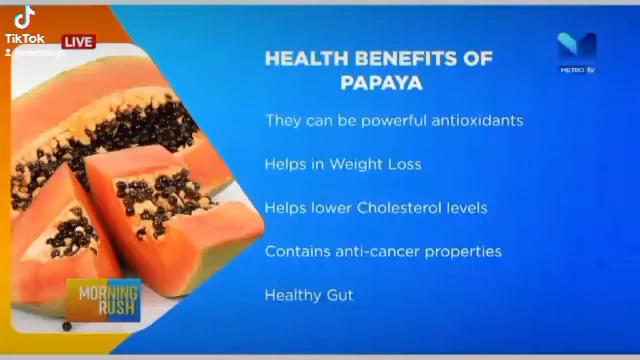 TikTok
LIVE
HEALTH BENEFITS OF
PAPAYA
METRO TV
They can be powerful antioxidants
Helps in Weight Loss
Helps lower Cholesterol levels
Contains anti-cancer properties
Healthy Gut
MORNING
RUSH